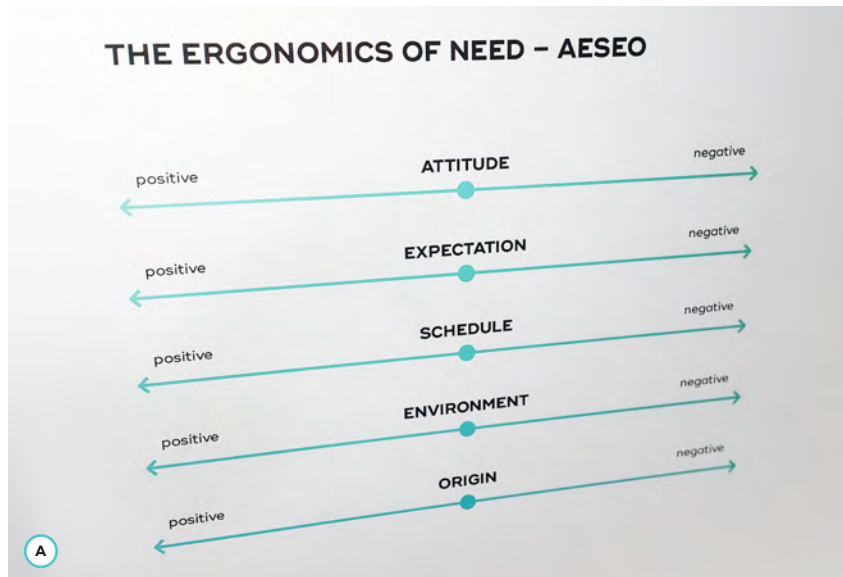 THE ERGONOMICS OF NEED – AESEO
positive ATTITUDE negative
positive EXPECTATION negative
positive SCHEDULE negative
positive ENVIRONMENT negative
positive ORIGIN negative
A